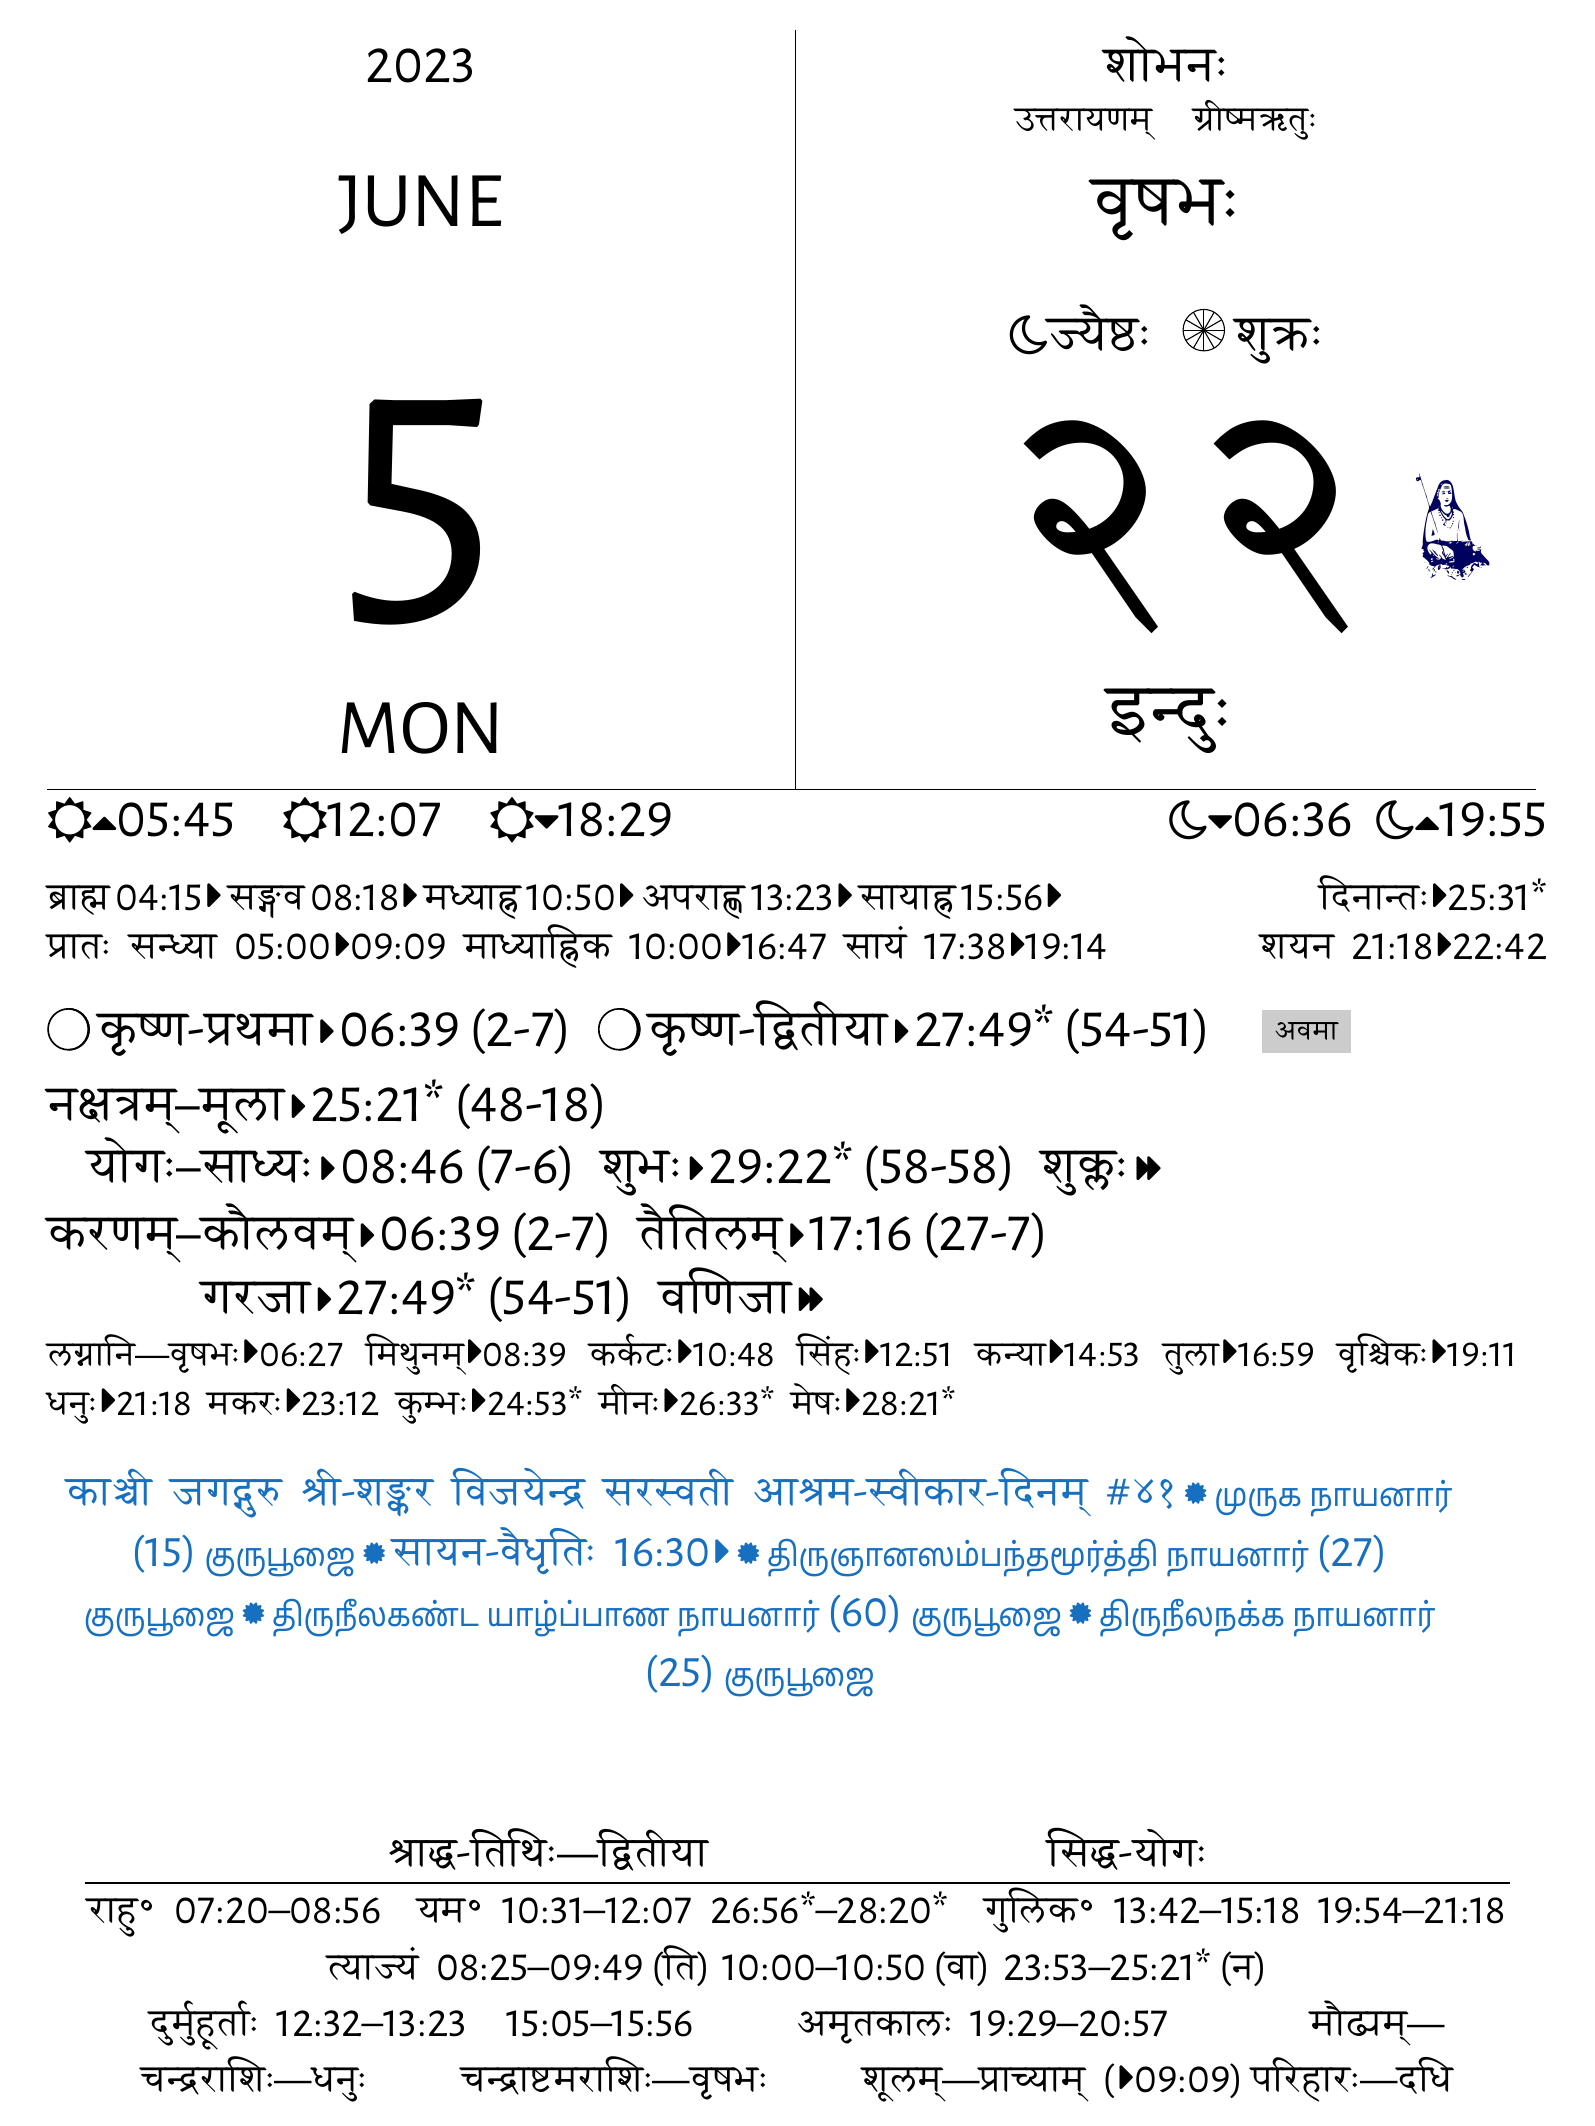 2023
JUNE
5
MON
शोभनः
उत्तरायणम् ग्रीष्मऋतुः
वृषभः
ज्यैष्ठः शुक्रः
२२
इन्दुः
05:45 12:07 18:29 06:36 19:55
ब्राह्म 04:15 सङ्गव 08:18 मध्याह्न 10:50 अपराह्ण 13:23 सायाह्न 15:56 दिनान्तः 25:31*
प्रातः सन्ध्या 05:00 09:09 माध्याह्निक 10:00 16:47 सायं 17:38 19:14 शयन 21:18 22:42
कृष्ण-प्रथमा 06:39 (2-7) कृष्ण-द्वितीया 27:49* (54-51) अवमा
नक्षत्रम्–मूला 25:21* (48-18)
योगः–साध्यः 08:46 (7-6) शुभः 29:22* (58-58) शुक्लः
करणम्–कौलवम् 06:39 (2-7) तैतिलम् 17:16 (27-7)
गरजा 27:49* (54-51) वणिजा
लग्नानि—वृषभः 06:27 मिथुनम् 08:39 कर्कटः 10:48 सिंहः 12:51 कन्या 14:53 तुला 16:59 वृश्चिकः 19:11
धनुः 21:18 मकरः 23:12 कुम्भः 24:53* मीनः 26:33* मेषः 28:21*
काञ्ची जगद्गुरु श्री-शङ्कर विजयेन्द्र सरस्वती आश्रम-स्वीकार-दिनम् #४१ முருக நாயனார்
(15) குருபூஜை सायन-वैधृतिः 16:30 திருஞானஸம்பந்தமூர்த்தி நாயனார் (27)
குருபூஜை திருநீலகண்ட யாழ்ப்பாண நாயனார் (60) குருபூஜை திருநீலநக்க நாயனார்
(25) குருபூஜை
श्राद्ध-तिथिः—द्वितीया सिद्ध-योगः
राहु॰ 07:20–08:56 यम॰ 10:31–12:07 26:56*–28:20* गुलिक॰ 13:42–15:18 19:54–21:18
त्याज्यं 08:25–09:49 (ति) 10:00–10:50 (वा) 23:53–25:21* (न)
दुर्मुहूर्ताः 12:32–13:23 15:05–15:56 अमृतकालः 19:29–20:57 मौढ्यम्—
चन्द्रराशिः—धनुः चन्द्राष्टमराशिः—वृषभः शूलम्—प्राच्याम् (09:09) परिहारः—दधि